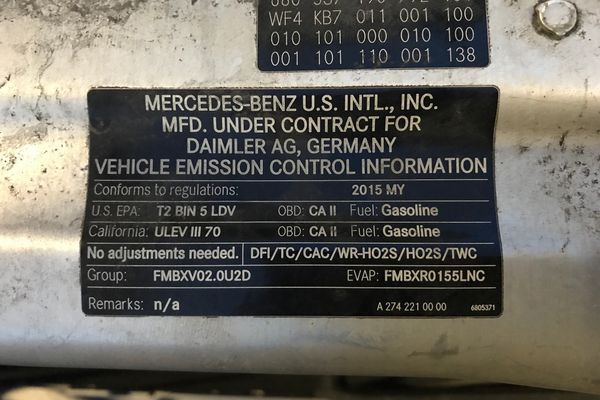 WF4 KB7 011 001 100
010 101 000 010 100
001 101 110 001 138
MERCEDES-BENZ U.S. INTL., INC.
MFD. UNDER CONTRACT FOR
DAIMLER AG, GERMANY
VEHICLE EMISSION CONTROL INFORMATION
Conforms to regulations: 2015 MY
U.S. EPA: T2 BIN 5 LDV OBD: CA II Fuel: Gasoline
California: ULEV III 70 OBD: CA II Fuel: Gasoline
No adjustments needed. DFI/TC/CAC/WR-HO2S/HO2S/TWC
Group: FMBXV02.0U2D EVAP: FMBXR0155LNC
Remarks: n/a A 274 221 00 00 6805371